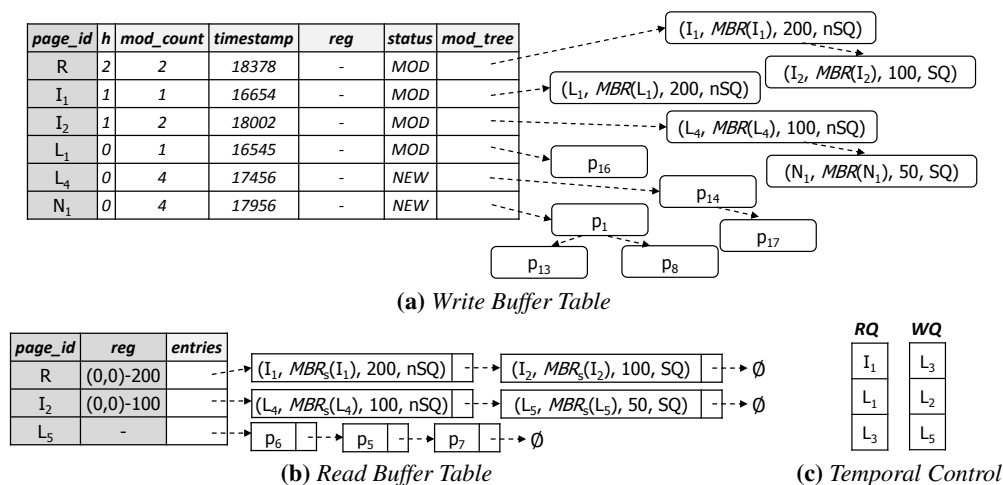 page_id h mod_count timestamp reg status mod_tree
R 2 2 18378 - MOD
I₁ 1 1 16654 - MOD
I₂ 1 2 18002 - MOD
L₁ 0 1 16545 - MOD
L₄ 0 4 17456 - NEW
N₁ 0 4 17956 - NEW
(I₁, MBR(I₁), 200, nSQ)
(I₂, MBR(I₂), 100, SQ)
(L₁, MBR(L₁), 200, nSQ)
(L₄, MBR(L₄), 100, nSQ)
(N₁, MBR(N₁), 50, SQ)
p₁₆
p₁₄
p₁₇
p₁
p₁₃ p₈
(a) Write Buffer Table
page_id reg entries
R (0,0)-200 (I₁, MBRₛ(I₁), 200, nSQ) (I₂, MBRₛ(I₂), 100, SQ) Ø
I₂ (0,0)-100 (L₄, MBRₛ(L₄), 100, nSQ) (L₅, MBRₛ(L₅), 50, SQ) Ø
L₅ - p₆ p₅ p₇ Ø
(b) Read Buffer Table
RQ WQ
I₁ L₃
L₁ L₂
L₃ L₅
(c) Temporal Control